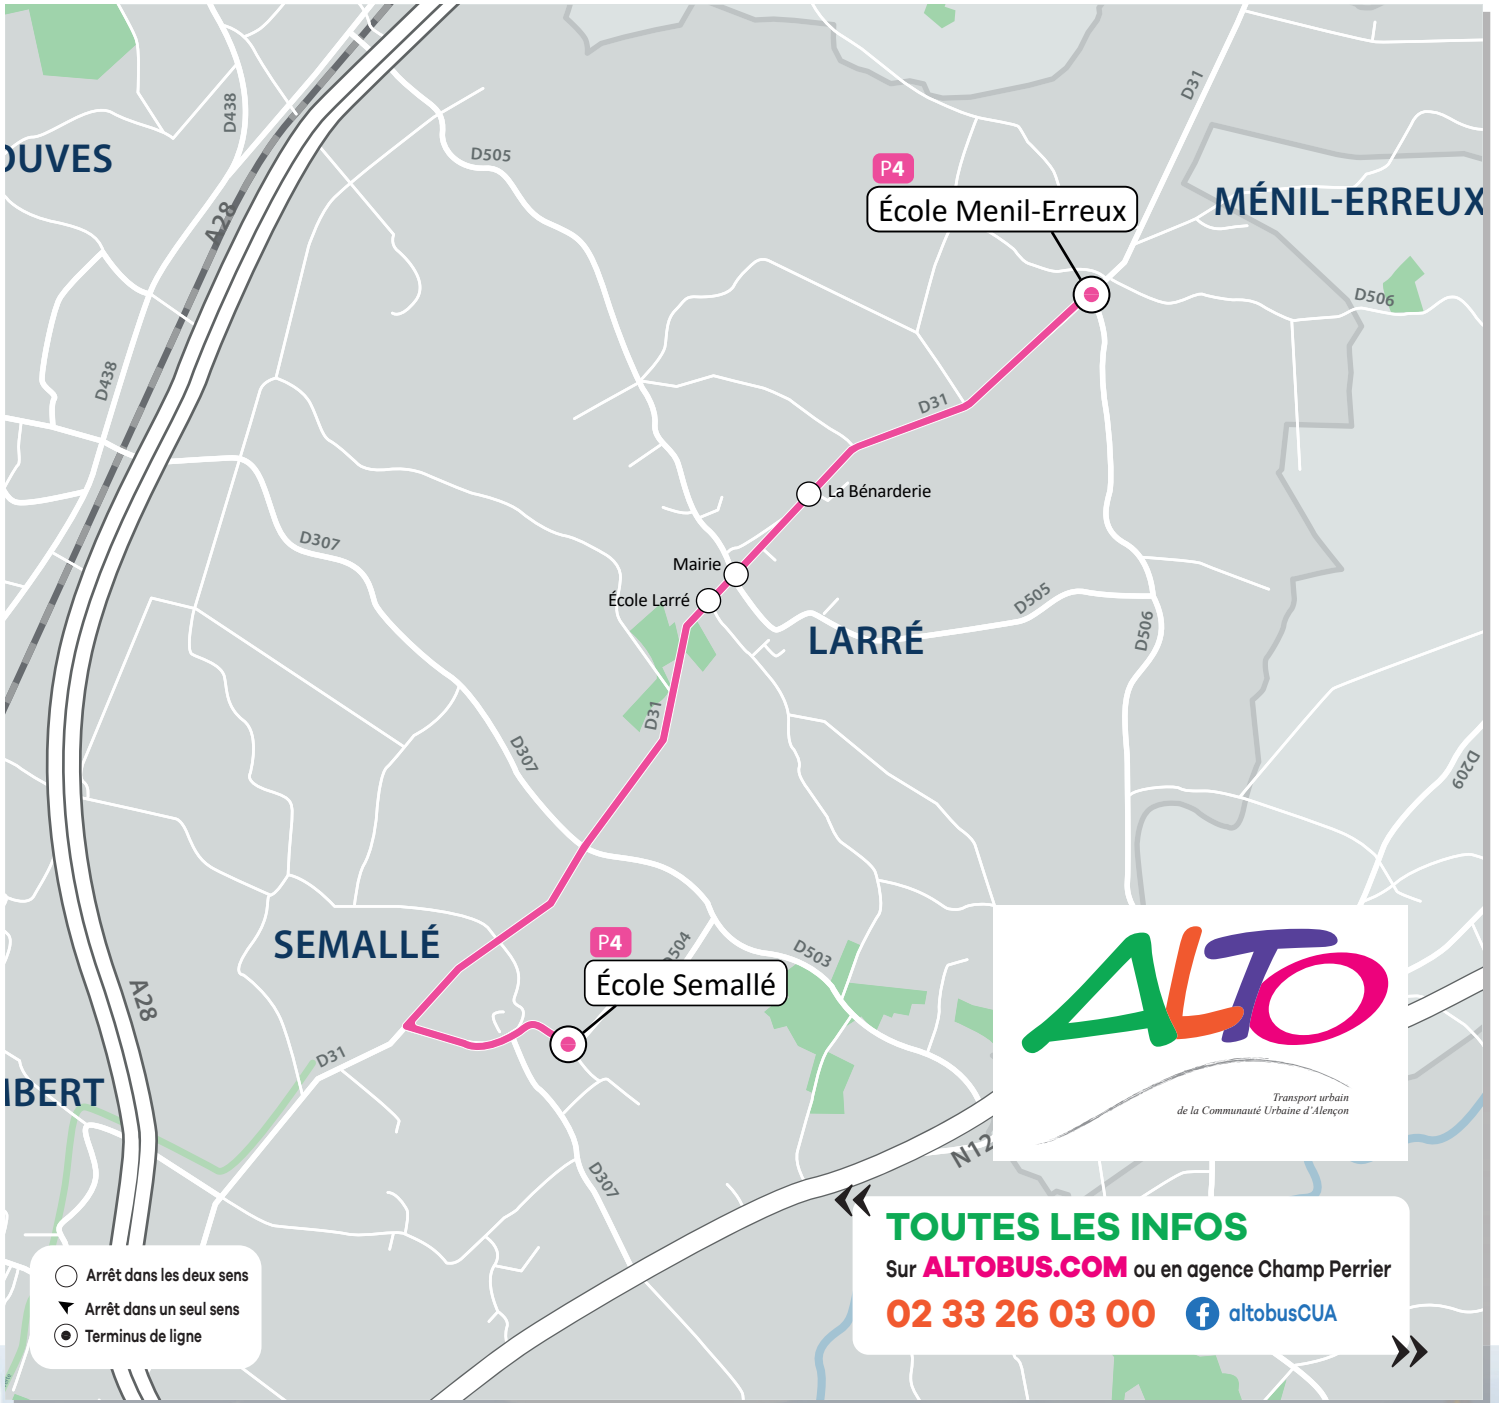 D31
D438
D505
OUVES
P4
École Menil-Erreux
MÉNIL-ERREUX
A28
D506
D438
D31
La Bénarderie
D307
Mairie
École Larré
D505
LARRÉ
D506
D31
D307
D209
SEMALLÉ
P4
D504
D503
École Semallé
A28
D31
MBERT
ALTO
Transport urbain
de la Communauté Urbaine d'Alençon
N12
D307
«
TOUTES LES INFOS
Sur ALTOBUS.COM ou en agence Champ Perrier
02 33 26 03 00 altobusCUA
»
Arrêt dans les deux sens
Arrêt dans un seul sens
Terminus de ligne